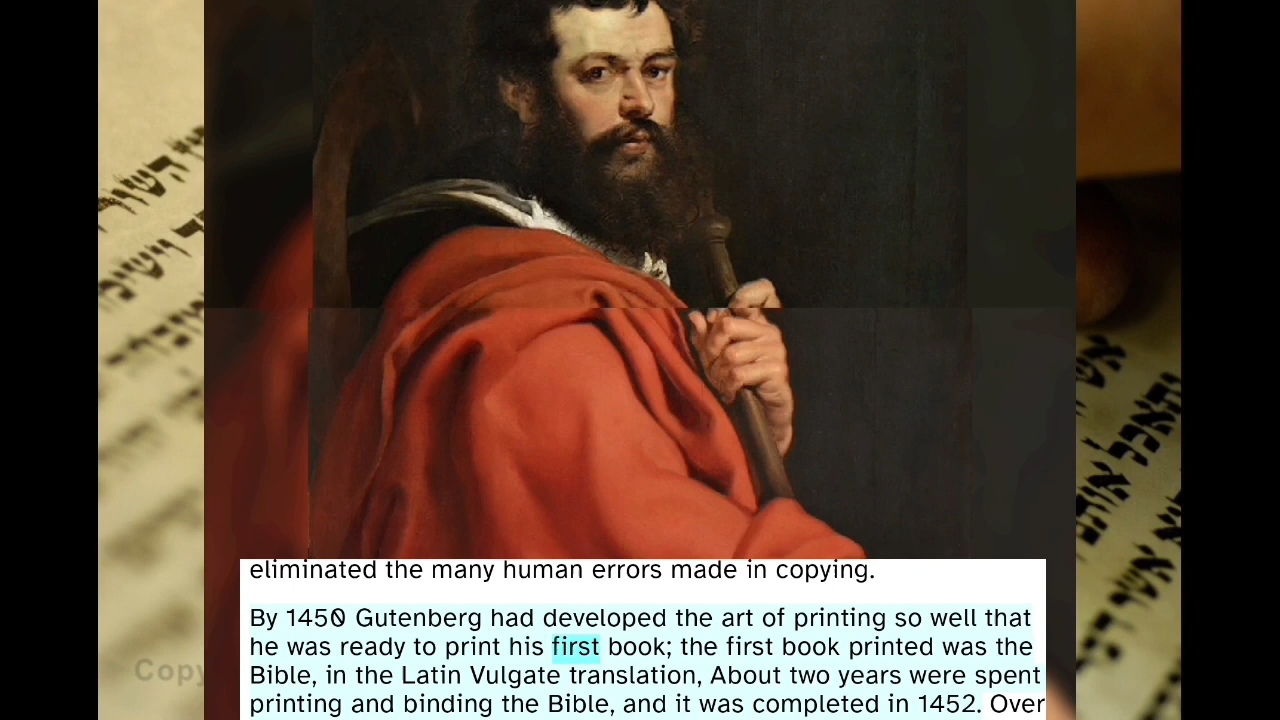 eliminated the many human errors made in copying.
By 1450 Gutenberg had developed the art of printing so well that
he was ready to print his first book; the first book printed was the
Bible, in the Latin Vulgate translation, About two years were spent
printing and binding the Bible, and it was completed in 1452. Over
Copy